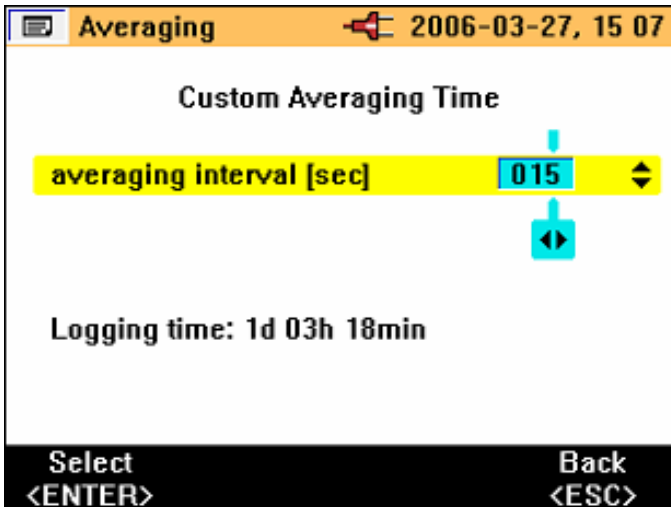 Averaging 2006-03-27, 15 07
Custom Averaging Time
averaging interval [sec] 015
Logging time: 1d 03h 18min
Select Back
<ENTER> <ESC>